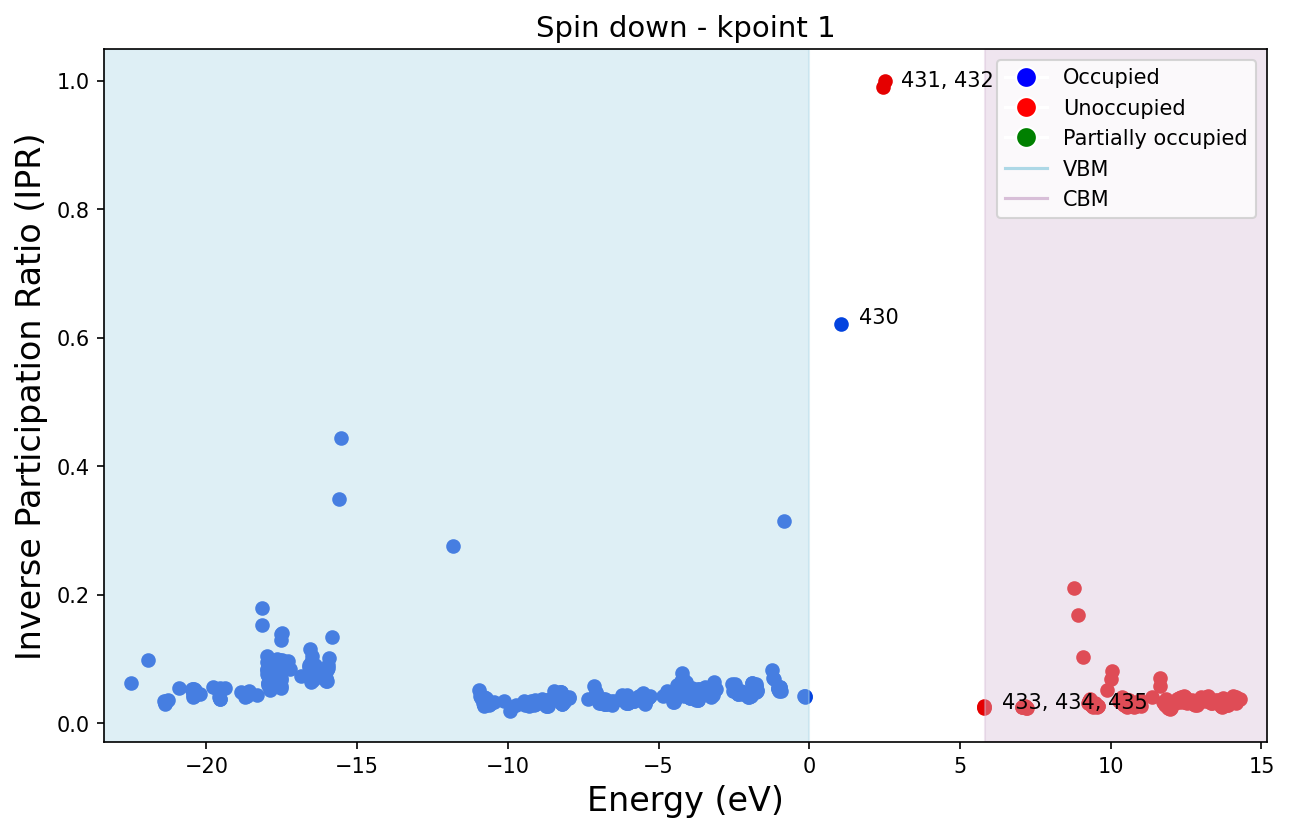 Spin down - kpoint 1
Inverse Participation Ratio (IPR)
1.0
0.8
0.6
0.4
0.2
0.0
431, 432
430
433, 434, 435
Occupied
Unoccupied
Partially occupied
VBM
CBM
−20
−15
−10
−5
0
5
10
15
Energy (eV)